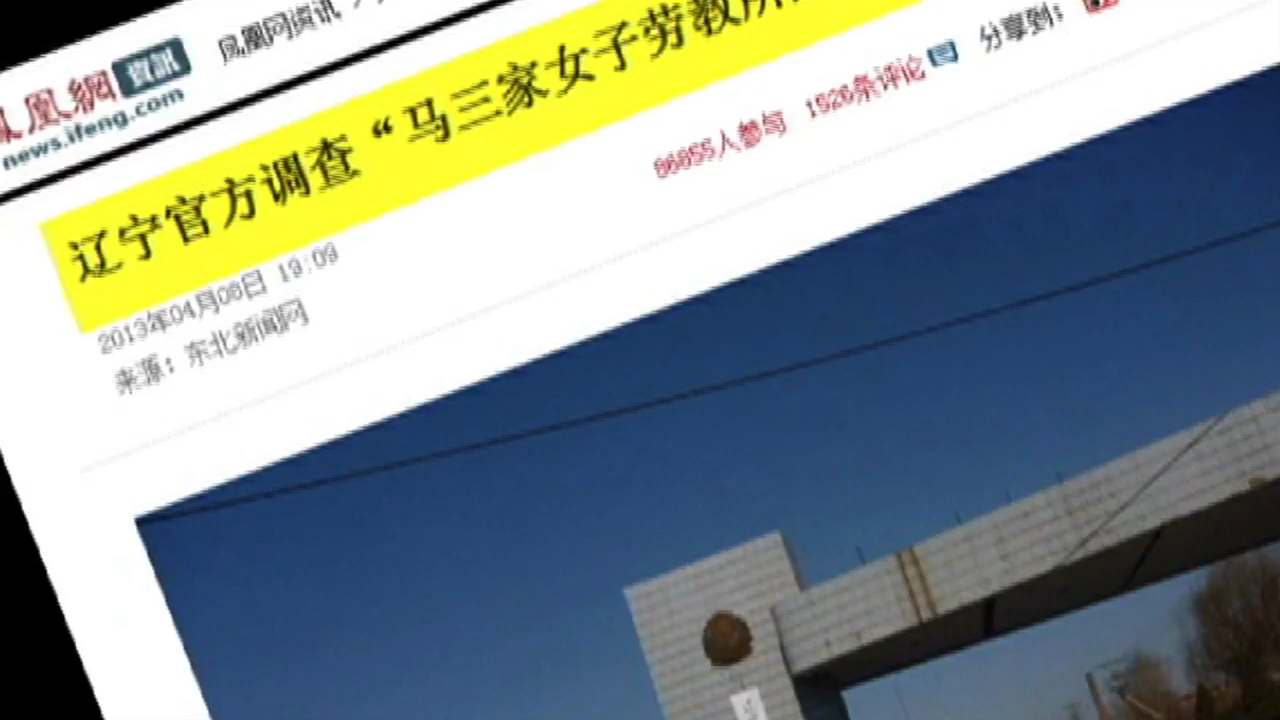 凤凰網 資訊
news.ifeng.com
凤凰网资讯 >
辽宁官方调查“马三家女子劳教所
86855人参与 1526条评论 分享到:
2013年04月08日 19:09
来源:东北新闻网